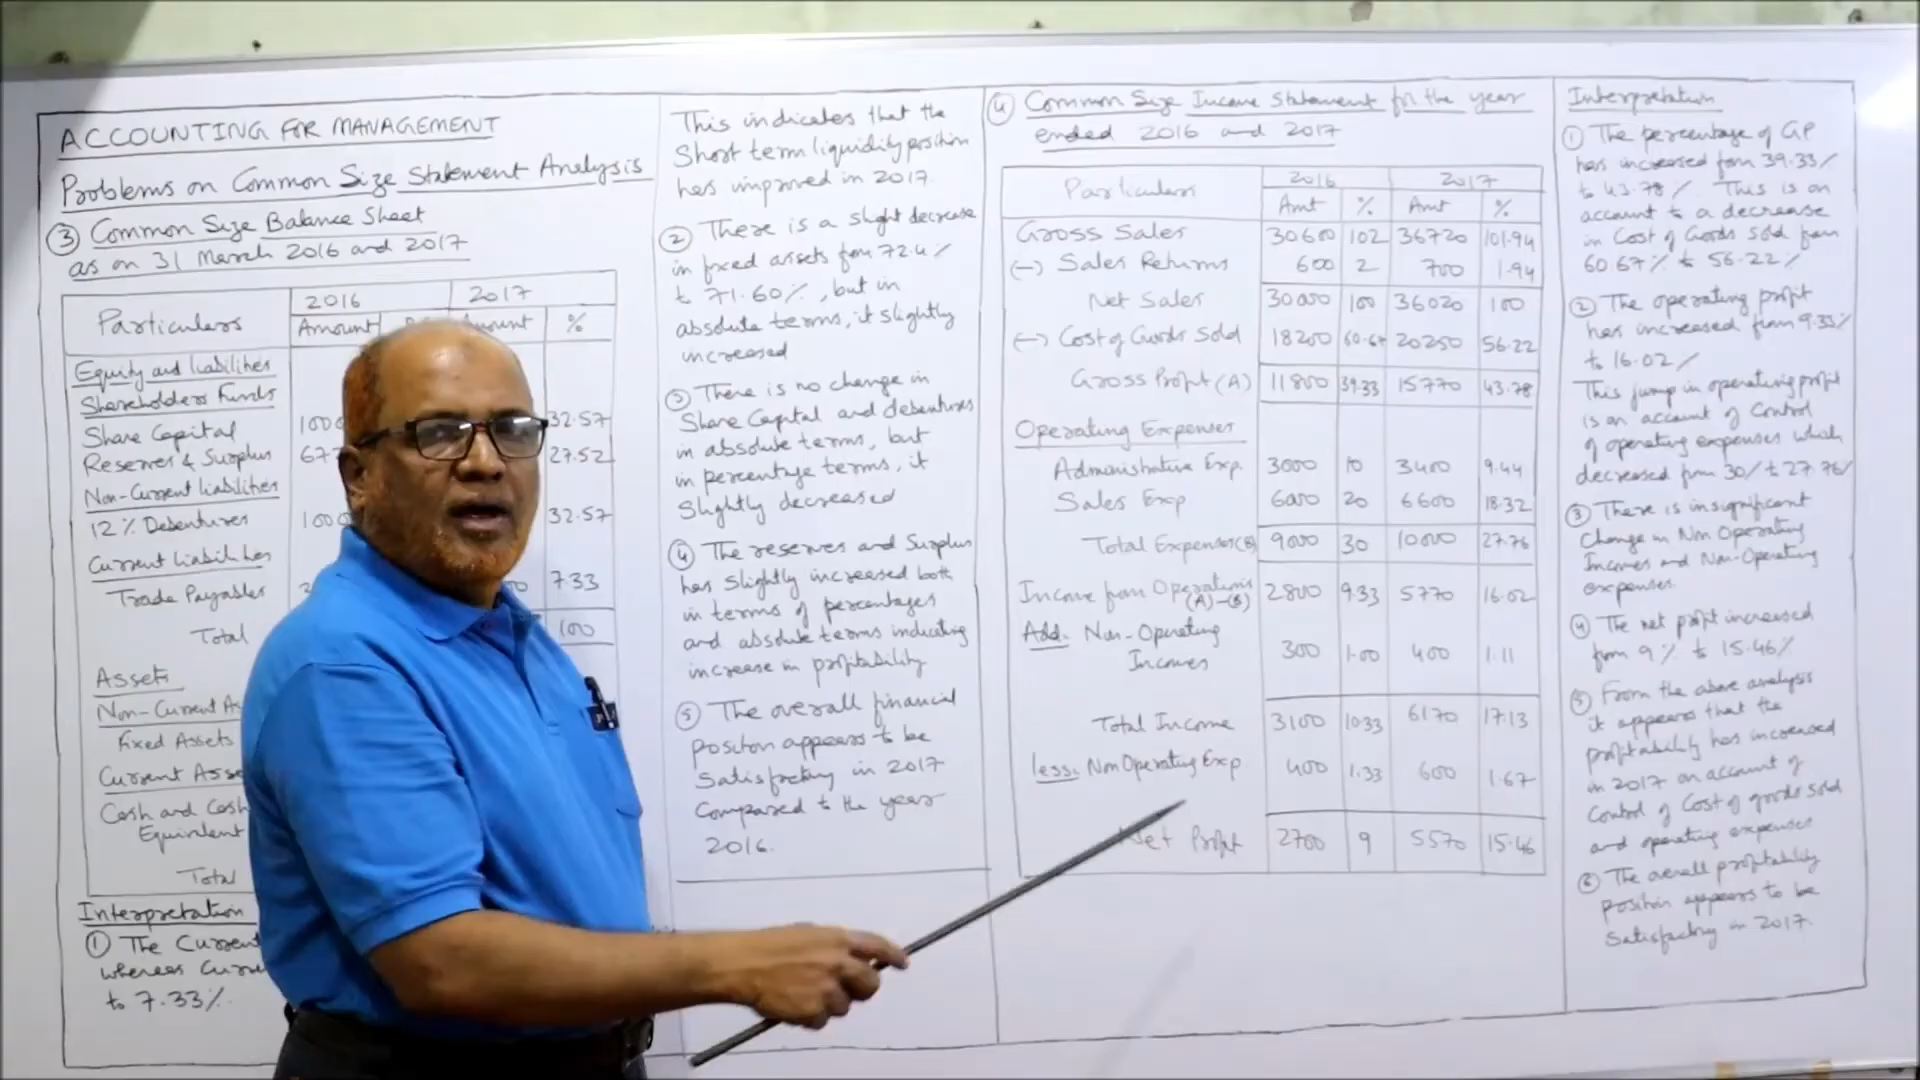 ACCOUNTING FOR MANAGEMENT
Problems on Common Size Statement Analysis
③ Common Size Balance Sheet
as on 31 March 2016 and 2017
Particulars 2016 2017
Amount Amount %
Equity and liabilities
Shareholders Funds
Share Capital 32.57
Reserves & Surplus 27.52
Non-Current liabilities
12% Debentures 32.57
Current liabilities
Trade Payables 7.33
Total 100
Assets
Non-Current
Fixed Assets
Current
Cash and Cash
Equivalent
Total
Interpretation
① The Current
whereas
to 7.33%.
This indicates that the
Short term liquidity position
has improved in 2017.
② There is a slight decrease
in fixed assets from 72.4%
to 71.60%, but in
absolute terms, it slightly
increased
③ There is no change in
Share Capital and debentures
in absolute terms, but
in percentage terms, it
slightly decreased
④ The reserves and Surplus
has slightly increased both
in terms of percentages
and absolute terms indicating
increase in profitability
⑤ The overall financial
position appears to be
Satisfactory in 2017
Compared to the year
2016.
④ Common Size Income Statement for the year
ended 2016 and 2017
Particulars 2016 2017
Amt % Amt %
Gross Sales 30600 102 36720 101.94
(-) Sales Returns 600 2 700 1.94
Net Sales 30000 100 36020 100
(-) Cost of Goods Sold 18200 60.67 20250 56.22
Gross Profit (A) 11800 39.33 15770 43.78
Operating Expenses
Administrative Exp. 3000 10 3400 9.44
Sales Exp 6000 20 6600 18.32
Total Expenses (B) 9000 30 10000 27.76
Income from Operations 2800 9.33 5770 16.02
(A)-(B)
Add: Non-Operating
Incomes 300 1.00 400 1.11
Total Income 3100 10.33 6170 17.13
less: Non Operating Exp 400 1.33 600 1.67
Net Profit 2700 9 5570 15.46
Interpretation
① The percentage of GP
has increased from 39.33%
to 43.78%. This is on
account to a decrease
in Cost of Goods Sold from
60.67% to 56.22%
② The operating profit
has increased from 9.33%
to 16.02%
This jump in operating profit
is on account of Control
of operating expenses which
decreased from 30% to 27.76%
③ There is insignificant
Change in Non Operating
Incomes and Non-Operating
expenses.
④ The net profit increased
from 9% to 15.46%
⑤ From the above analysis
it appears that the
profitability has increased
in 2017 on account of
Control of Cost of goods sold
and operating expenses
⑥ The overall profitability
position appears to be
Satisfactory in 2017.